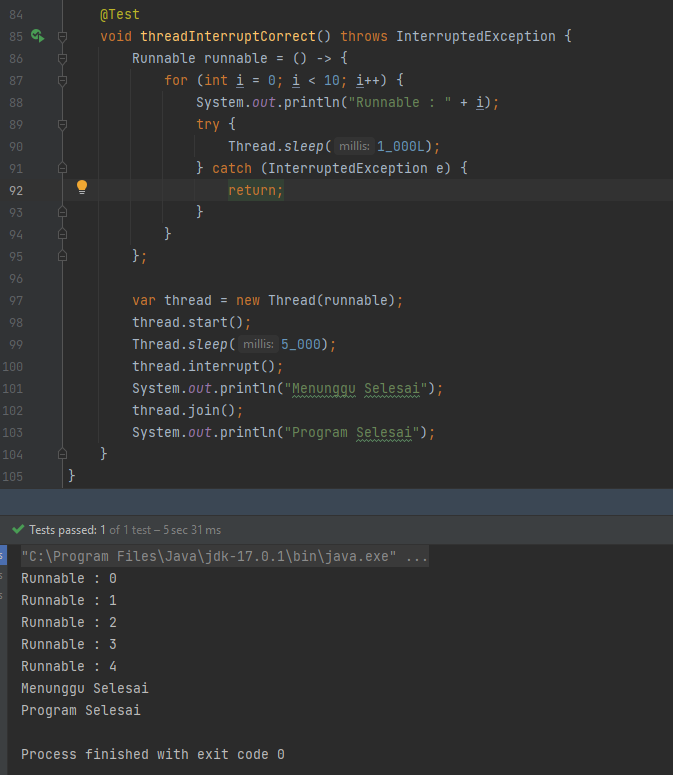 84 @Test
85 void threadInterruptCorrect() throws InterruptedException {
86 Runnable runnable = () -> {
87 for (int i = 0; i < 10; i++) {
88 System.out.println("Runnable : " + i);
89 try {
90 Thread.sleep( millis: 1_000L);
91 } catch (InterruptedException e) {
92 return;
93 }
94 }
95 };
96
97 var thread = new Thread(runnable);
98 thread.start();
99 Thread.sleep( millis: 5_000);
100 thread.interrupt();
101 System.out.println("Menunggu Selesai");
102 thread.join();
103 System.out.println("Program Selesai");
104 }
105 }
Tests passed: 1 of 1 test – 5 sec 31 ms
"C:\Program Files\Java\jdk-17.0.1\bin\java.exe" ...
Runnable : 0
Runnable : 1
Runnable : 2
Runnable : 3
Runnable : 4
Menunggu Selesai
Program Selesai
Process finished with exit code 0